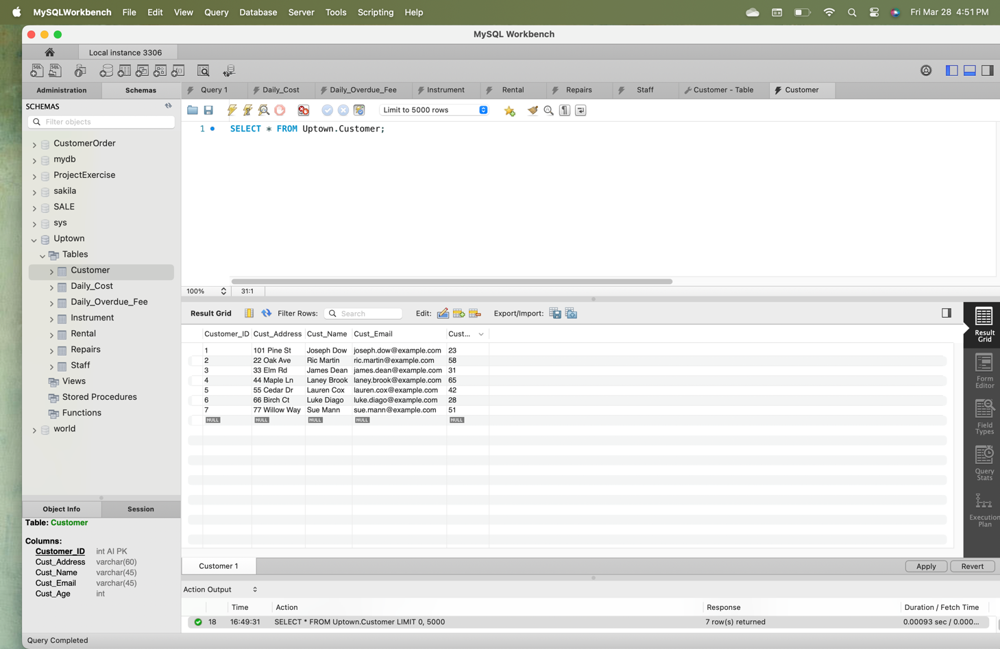 MySQLWorkbench File Edit View Query Database Server Tools Scripting Help Fri Mar 28 4:51 PM
MySQL Workbench
Local instance 3306
Administration Schemas Query 1 Daily_Cost Daily_Overdue_Fee Instrument Rental Repairs Staff Customer - Table Customer
SCHEMAS
Limit to 5000 rows
Filter objects
1 SELECT * FROM Uptown.Customer;
CustomerOrder
mydb
ProjectExercise
sakila
SALE
sys
Uptown
Tables
Customer
Daily_Cost
Daily_Overdue_Fee
Instrument
Rental
Repairs
Staff
Views
Stored Procedures
Functions
world
100% 31:1
Result Grid Filter Rows: Search Edit: Export/Import:
Customer_ID Cust_Address Cust_Name Cust_Email Cust...
1 101 Pine St Joseph Dow joseph.dow@example.com 23
2 22 Oak Ave Ric Martin ric.martin@example.com 58
3 33 Elm Rd James Dean james.dean@example.com 31
4 44 Maple Ln Laney Brook laney.brook@example.com 65
5 55 Cedar Dr Lauren Cox lauren.cox@example.com 42
6 66 Birch Ct Luke Diago luke.diago@example.com 28
7 77 Willow Way Sue Mann sue.mann@example.com 51
NULL NULL NULL NULL NULL
Result
Grid
Form
Editor
Field
Types
Query
Stats
Execution
Plan
Object Info Session
Table: Customer
Columns:
Customer_ID int AI PK
Cust_Address varchar(60)
Cust_Name varchar(45)
Cust_Email varchar(45)
Cust_Age int
Customer 1 Apply Revert
Action Output
Time Action Response Duration / Fetch Time
18 16:49:31 SELECT * FROM Uptown.Customer LIMIT 0, 5000 7 row(s) returned 0.00093 sec / 0.000...
Query Completed